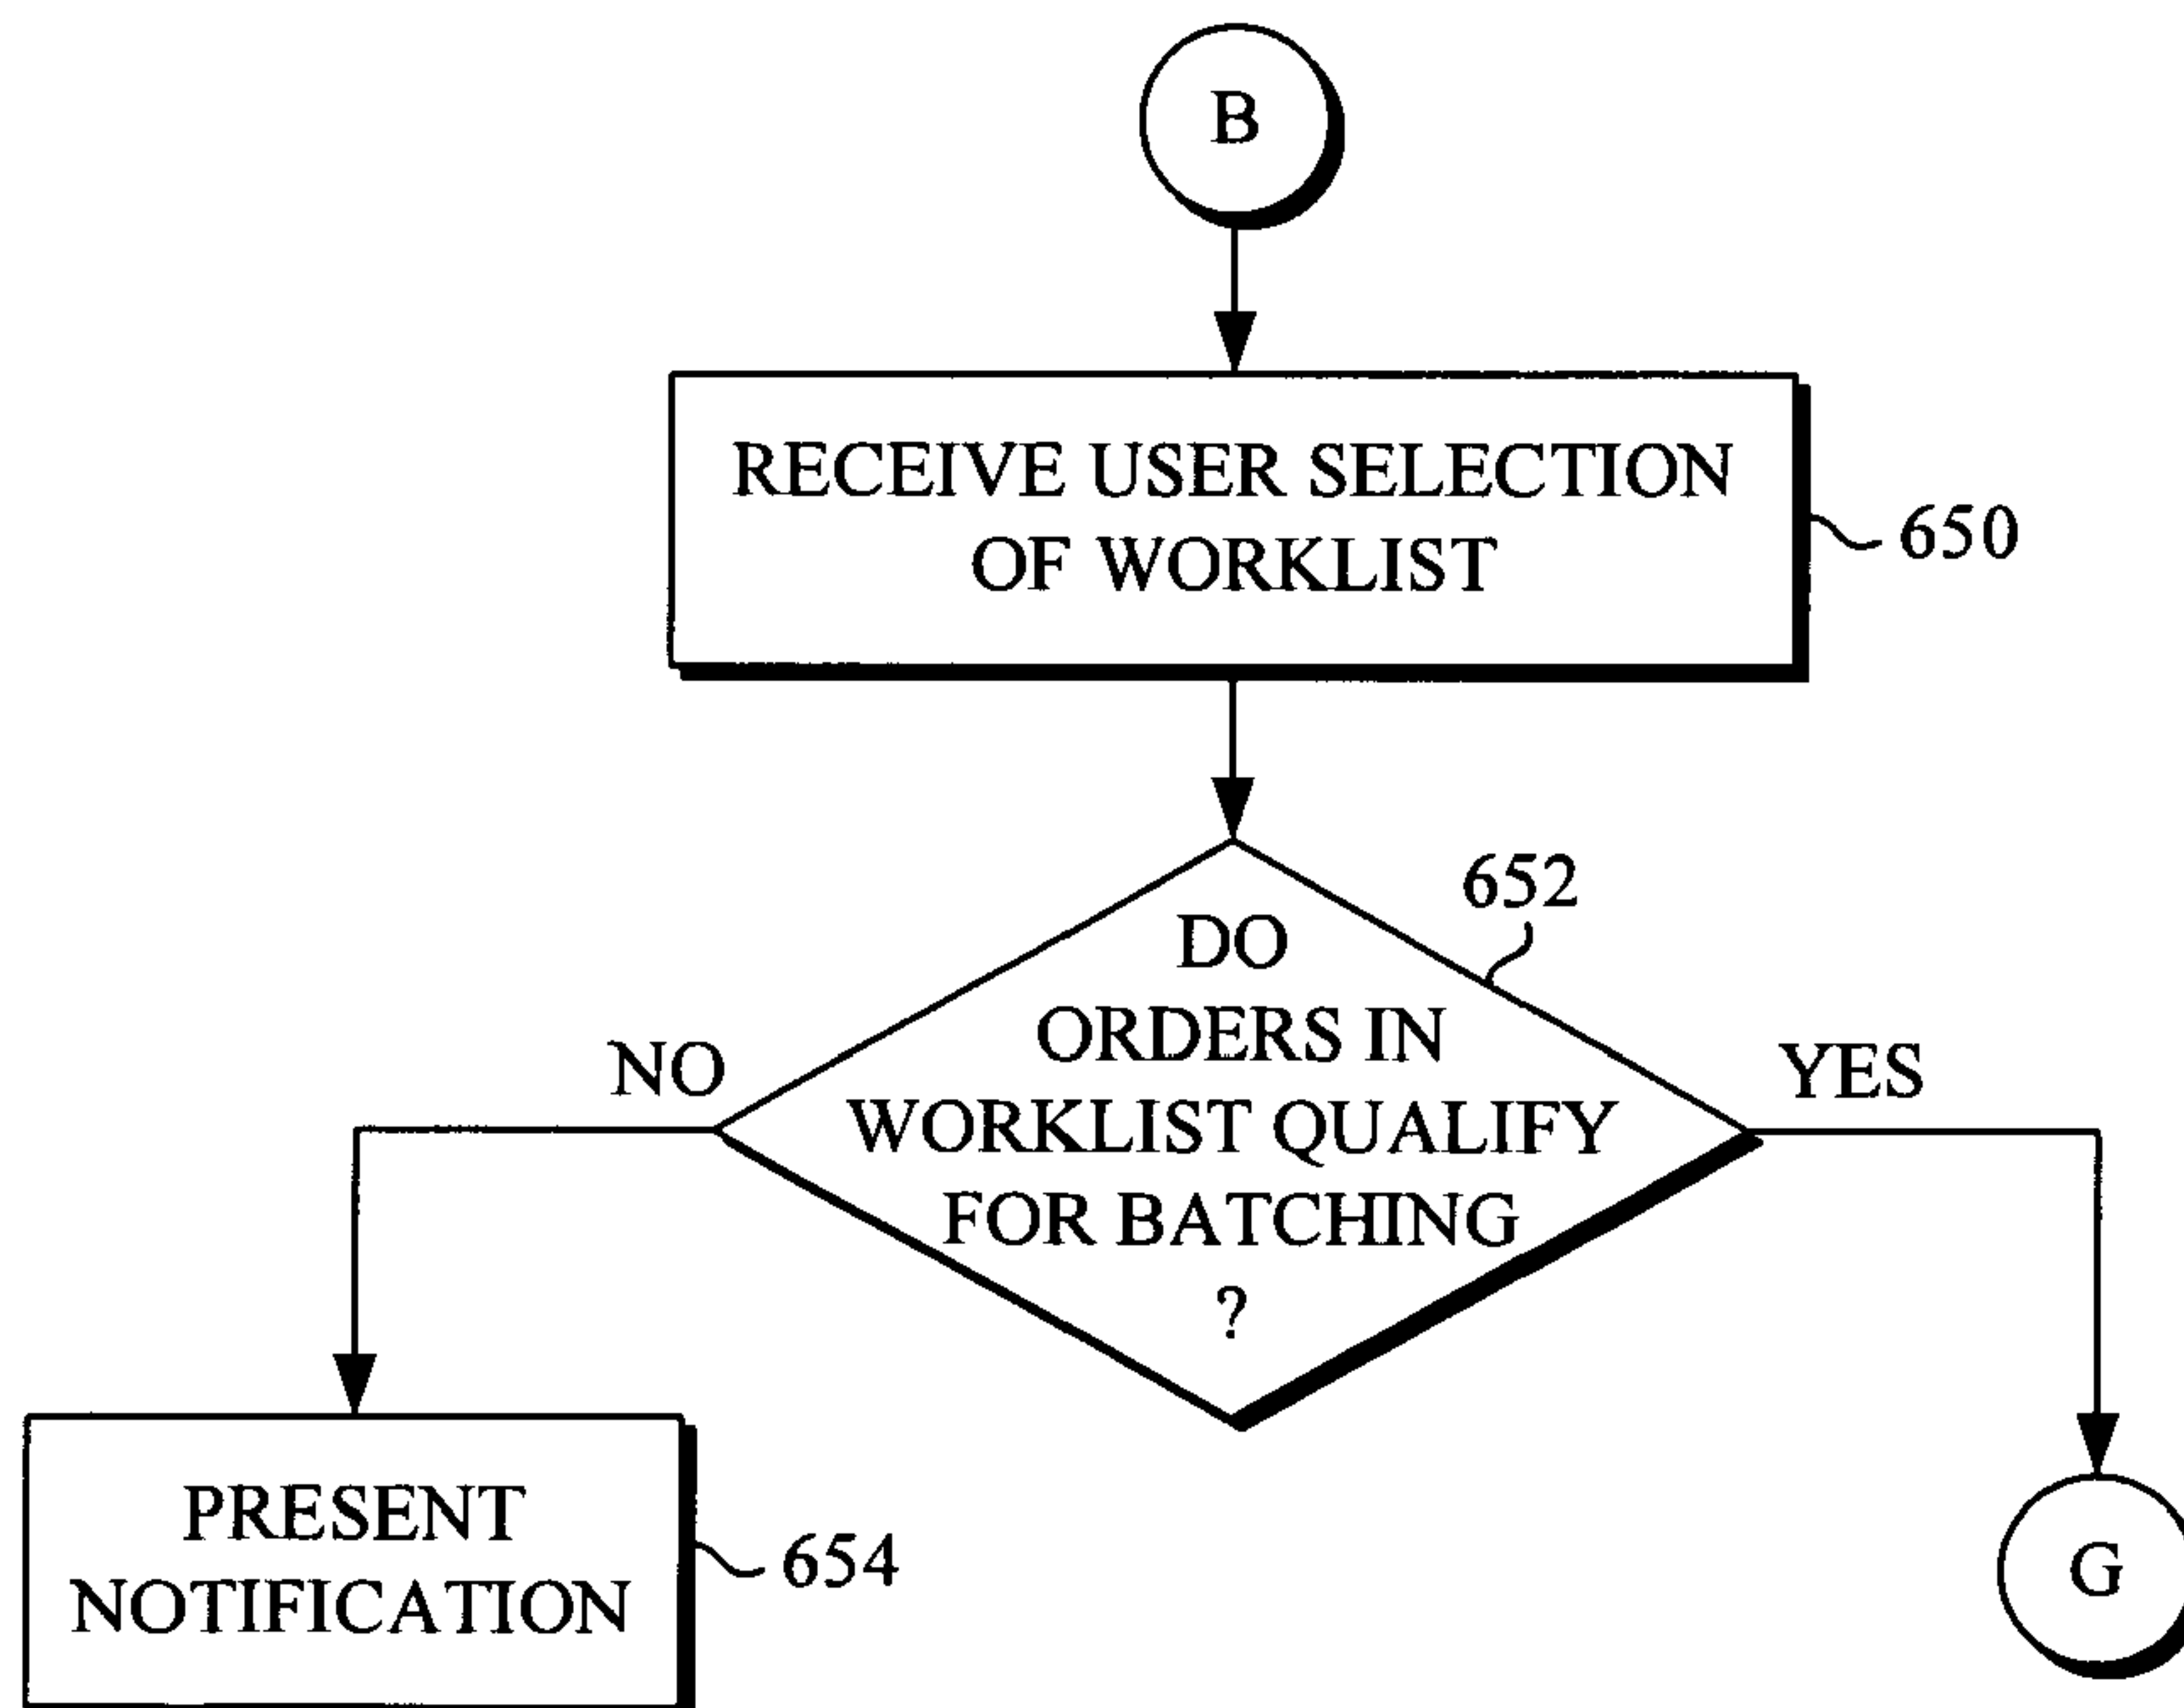 B
RECEIVE USER SELECTION
OF WORKLIST
650
652
DO
ORDERS IN
WORKLIST QUALIFY
FOR BATCHING
?
NO
YES
PRESENT
NOTIFICATION
654
G